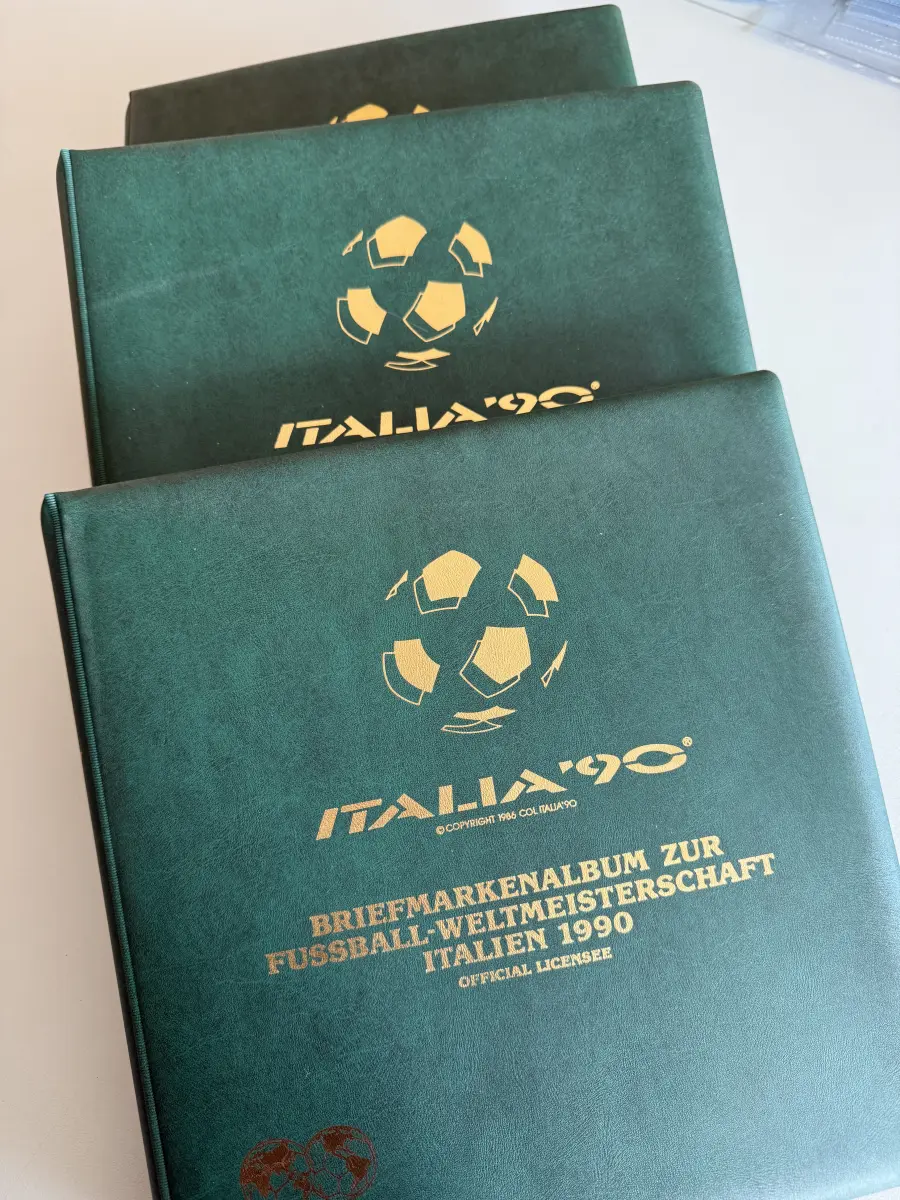 ITALIA'90®
ITALIA'90®
© COPYRIGHT 1986 COL ITALIA'90
BRIEFMARKENALBUM ZUR
FUSSBALL-WELTMEISTERSCHAFT
ITALIEN 1990
OFFICIAL LICENSEE